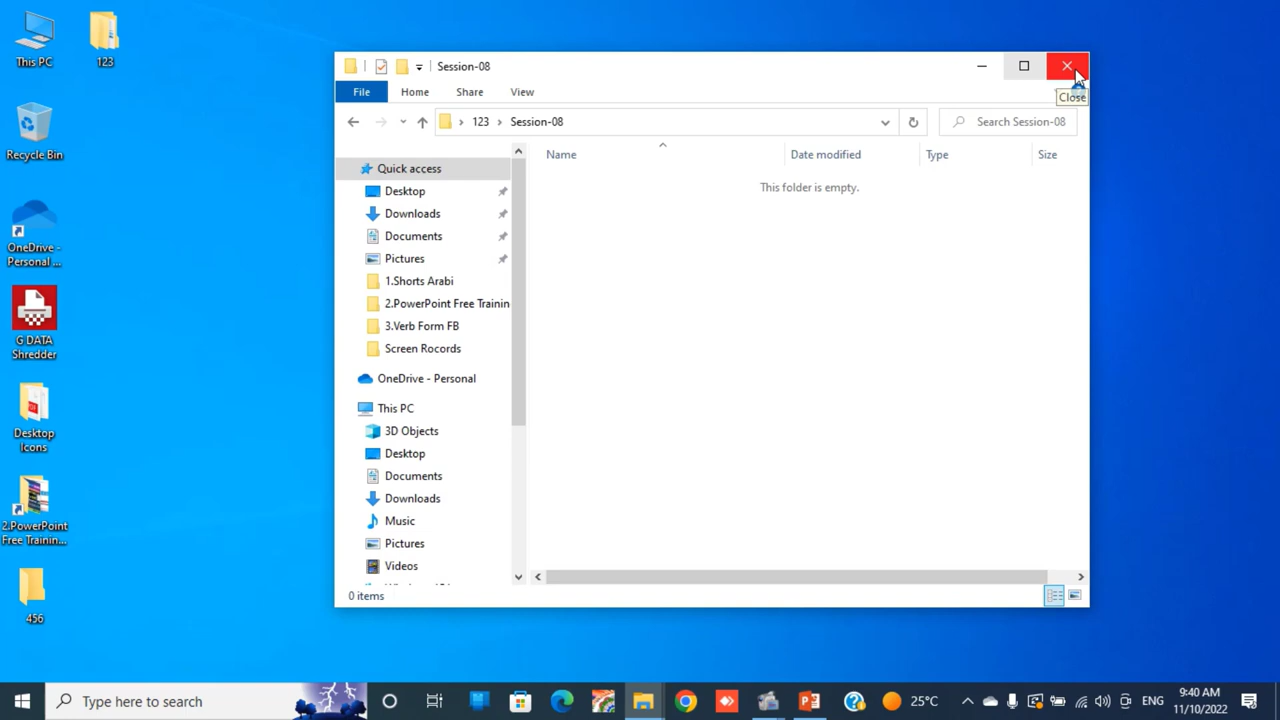 This PC
123
Recycle Bin
OneDrive -
Personal ...
G DATA
Shredder
Desktop
Icons
2.PowerPoint
Free Trainin...
456
Session-08
Close
File
Home
Share
View
123
Session-08
Search Session-08
Name
Date modified
Type
Size
This folder is empty.
Quick access
Desktop
Downloads
Documents
Pictures
1.Shorts Arabi
2.PowerPoint Free Trainin
3.Verb Form FB
Screen Rocords
OneDrive - Personal
This PC
3D Objects
Desktop
Documents
Downloads
Music
Pictures
Videos
0 items
Type here to search
25°C
ENG
9:40 AM
11/10/2022